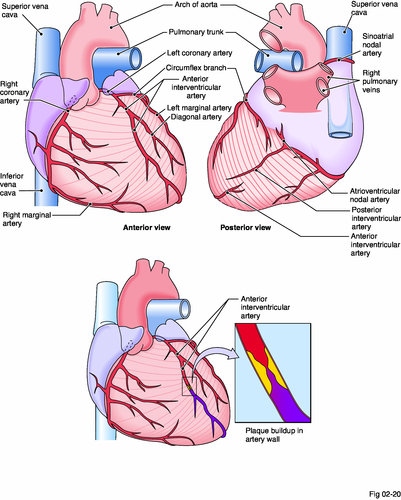 Superior vena
cava
Arch of aorta
Superior vena
cava
Pulmonary trunk
Sinoatrial
nodal artery
Left coronary artery
Circumflex branch
Right
coronary
artery
Anterior
interventricular
artery
Right
pulmonary
veins
Left marginal artery
Diagonal artery
Inferior
vena
cava
Atrioventricular
nodal artery
Posterior
interventricular
artery
Right marginal
artery
Anterior view
Posterior view
Anterior
interventricular
artery
Anterior
interventricular
artery
Plaque buildup in
artery wall
Fig 02-20